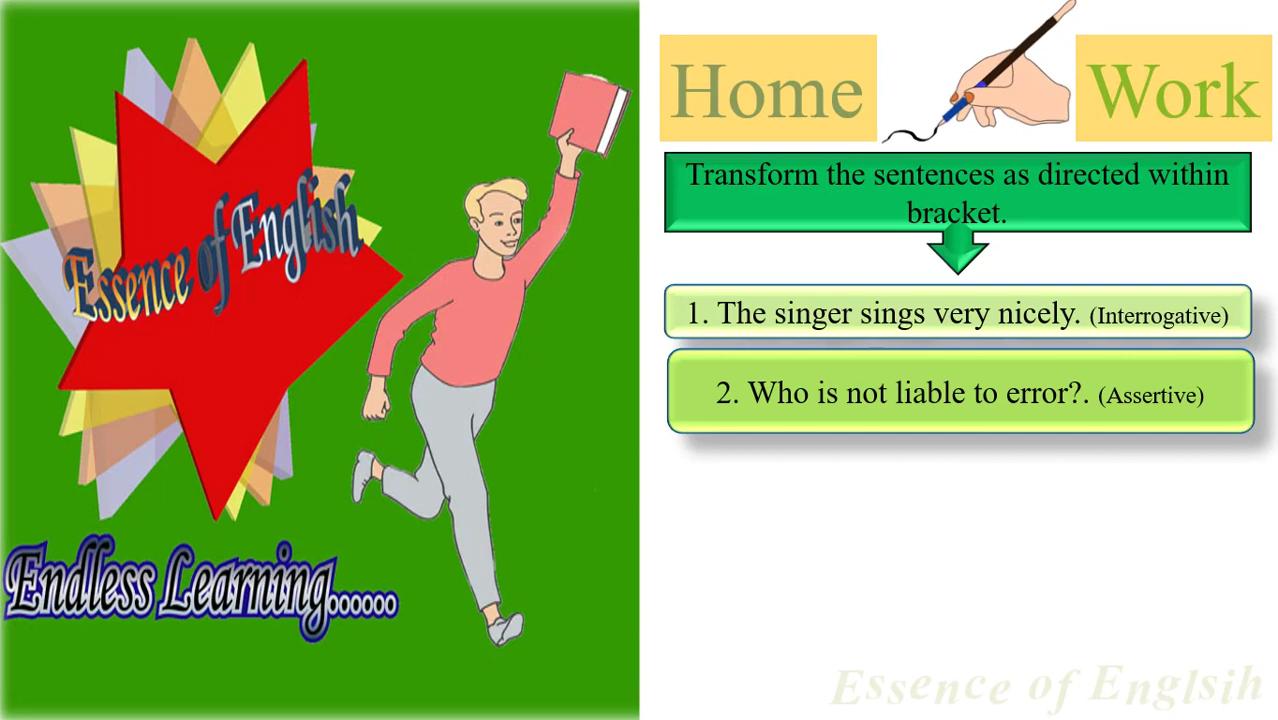 Essence of English
Endless Learning......
Home Work
Transform the sentences as directed within
bracket.
1. The singer sings very nicely. (Interrogative)
2. Who is not liable to error?. (Assertive)
Essence of Englsih